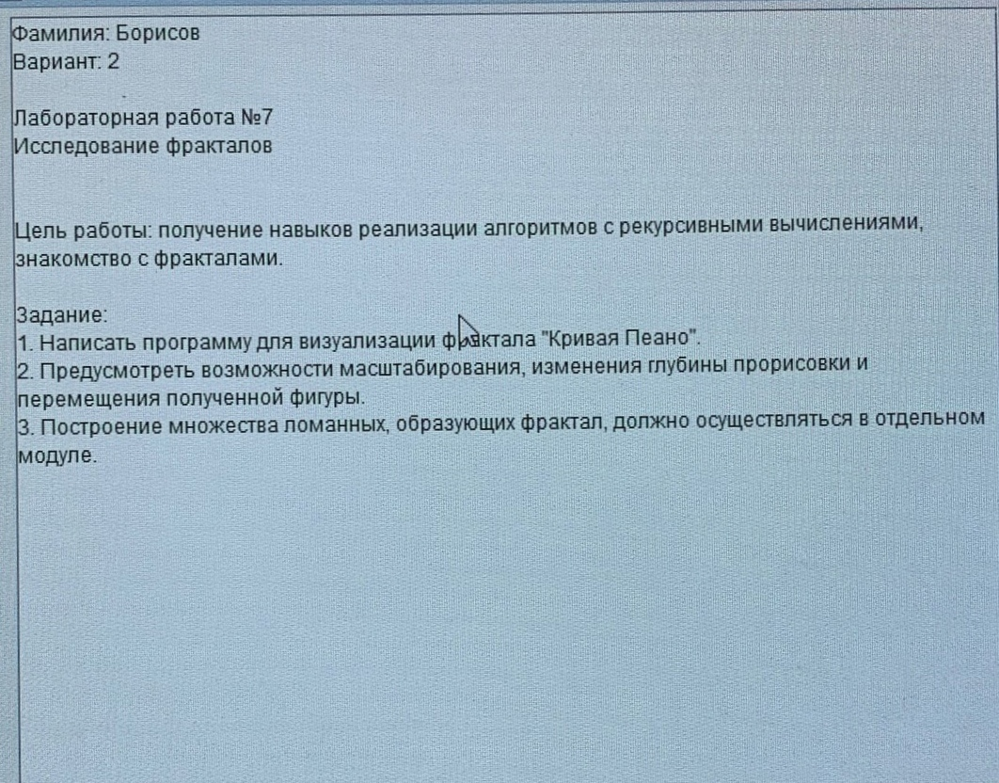 Фамилия: Борисов
Вариант: 2
Лабораторная работа №7
Исследование фракталов
Цель работы: получение навыков реализации алгоритмов с рекурсивными вычислениями,
знакомство с фракталами.
Задание:
1. Написать программу для визуализации фрактала "Кривая Пеано".
2. Предусмотреть возможности масштабирования, изменения глубины прорисовки и
перемещения полученной фигуры.
3. Построение множества ломанных, образующих фрактал, должно осуществляться в отдельном
модуле.